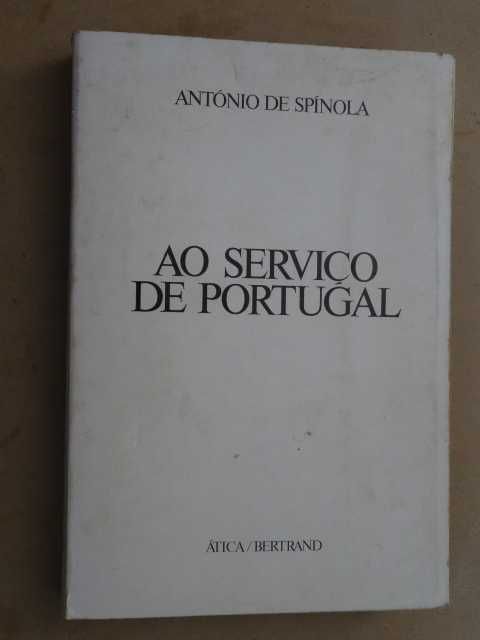 ANTÓNIO DE SPÍNOLA
AO SERVIÇO
DE PORTUGAL
ÁTICA/BERTRAND